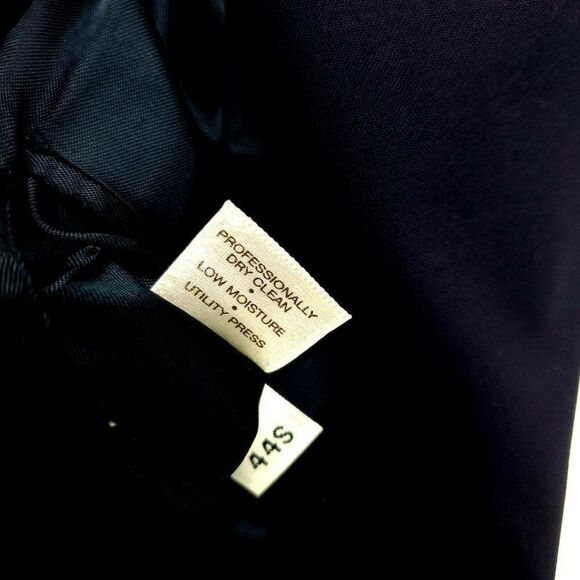 PROFESSIONALLY
DRY CLEAN
•
LOW MOISTURE
•
UTILITY PRESS
44S